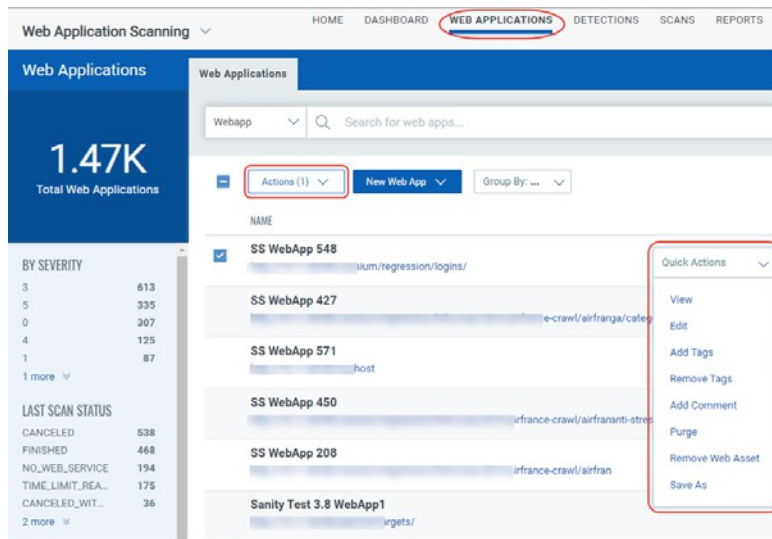 Web Application Scanning
HOME DASHBOARD WEB APPLICATIONS DETECTIONS SCANS REPORTS
Web Applications
Web Applications
Webapp
Search for web apps...
1.47K
Total Web Applications
Actions (1)
New Web App
Group By: ...
NAME
SS WebApp 548
ium/regression/logins/
SS WebApp 427
e-crawl/airfranga/categ
SS WebApp 571
host
SS WebApp 450
irfrance-crawl/airfrananti-stres
SS WebApp 208
irfrance-crawl/airfran
Sanity Test 3.8 WebApp1
rgets/
BY SEVERITY
3 613
5 335
0 307
4 125
1 87
1 more
LAST SCAN STATUS
CANCELED 538
FINISHED 468
NO_WEB_SERVICE 194
TIME_LIMIT_REA... 175
CANCELED_WIT... 36
2 more
Quick Actions
View
Edit
Add Tags
Remove Tags
Add Comment
Purge
Remove Web Asset
Save As